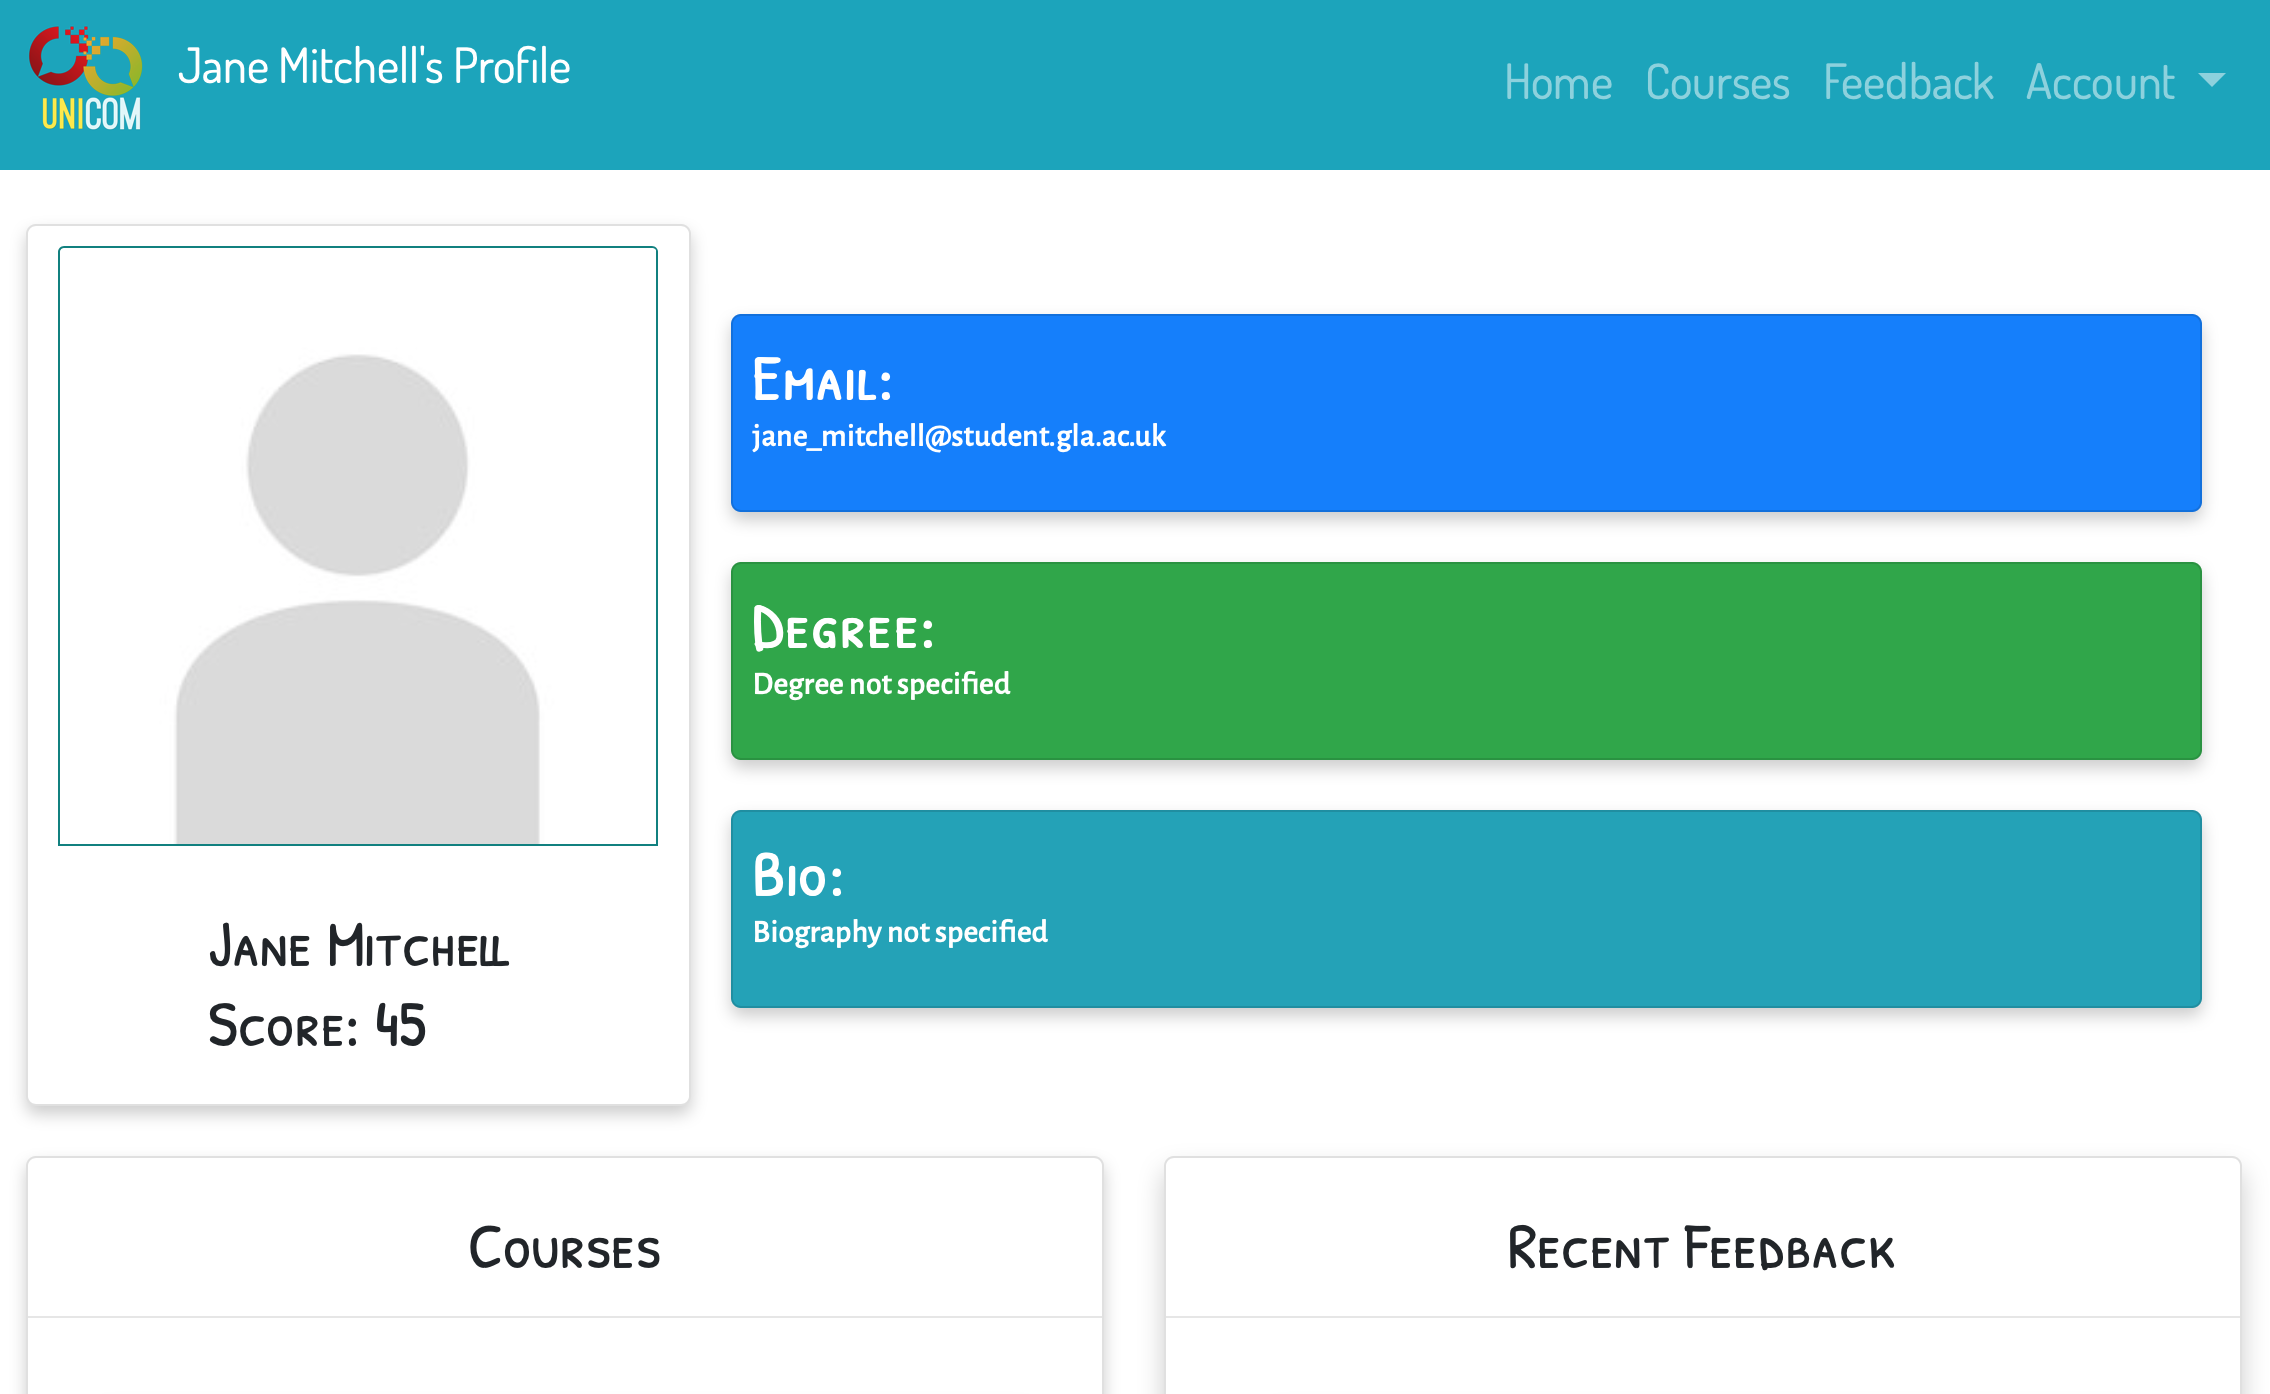 UNICOM
Jane Mitchell's Profile
Home Courses Feedback Account
Email:
jane_mitchell@student.gla.ac.uk
Degree:
Degree not specified
Bio:
Biography not specified
Jane Mitchell
Score: 45
Courses
Recent Feedback